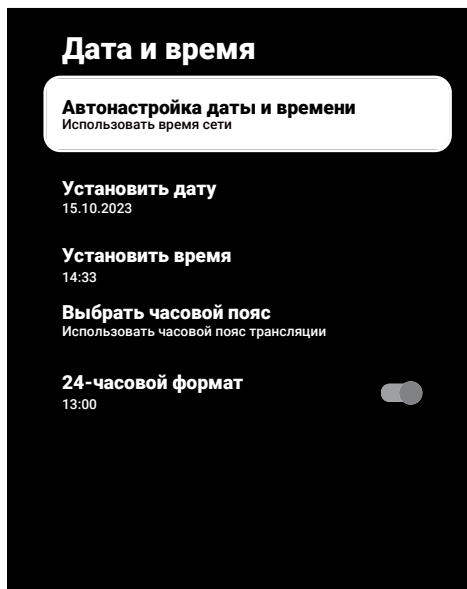 Дата и время
Автонастройка даты и времени
Использовать время сети
Установить дату
15.10.2023
Установить время
14:33
Выбрать часовой пояс
Использовать часовой пояс трансляции
24-часовой формат
13:00